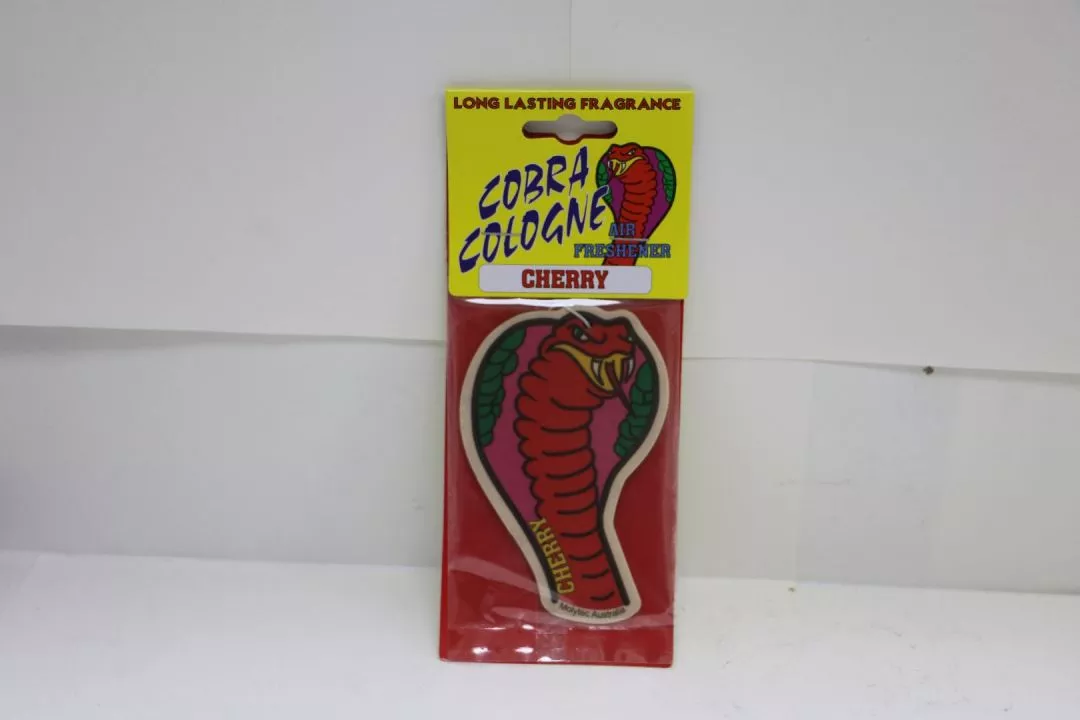 LONG LASTING FRAGRANCE
COBRA
COLOGNE
AIR
FRESHENER
CHERRY
CHERRY
Molytec Australia